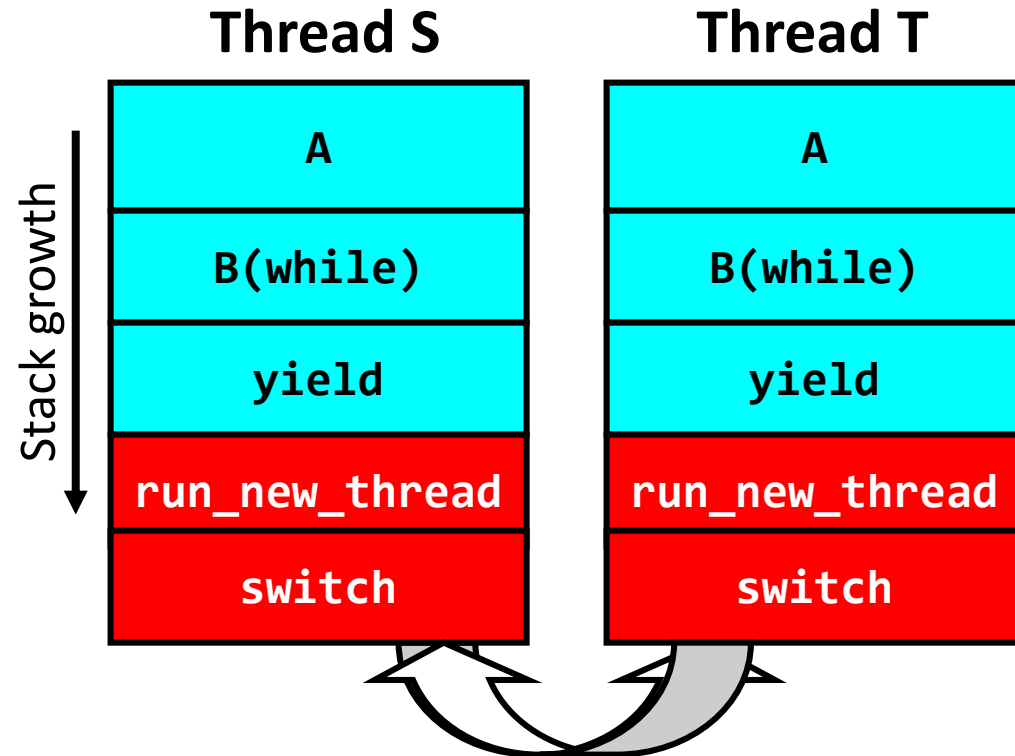 Thread S
Thread T
Stack growth
A
B(while)
yield
run_new_thread
switch
A
B(while)
yield
run_new_thread
switch